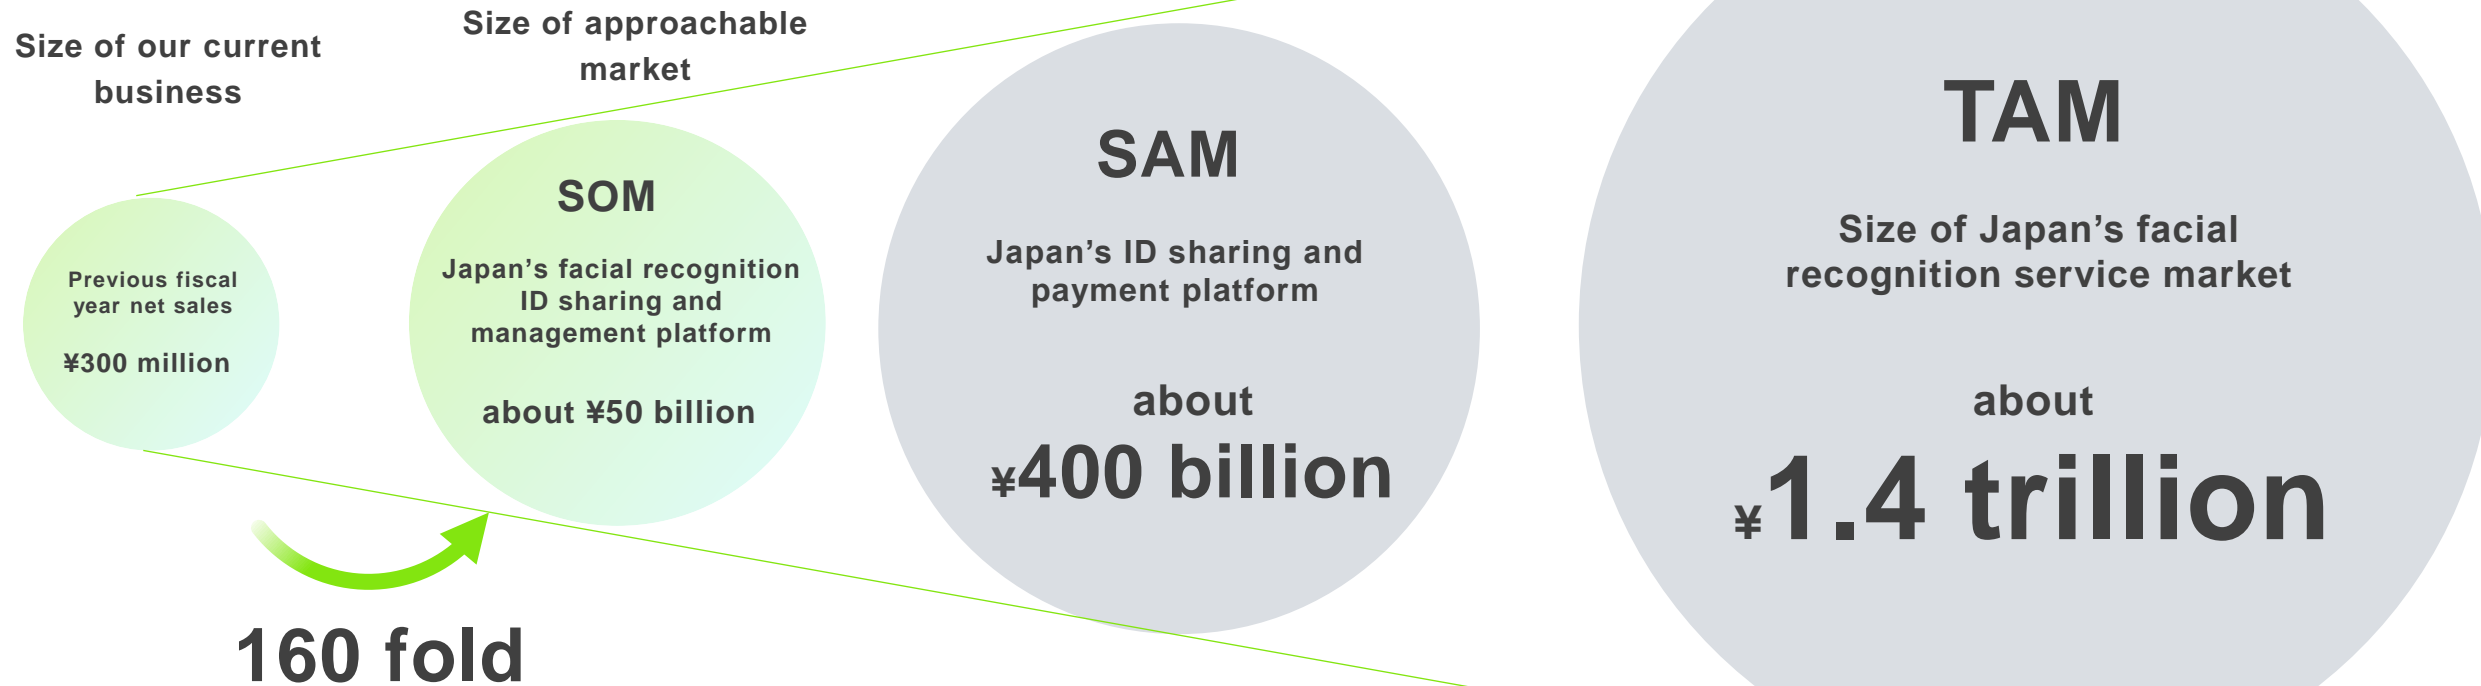 Size of our current
business
Previous fiscal
year net sales
¥300 million
160 fold
Size of approachable
market
SOM
Japan’s facial recognition
ID sharing and
management platform
about ¥50 billion
SAM
Japan’s ID sharing and
payment platform
about
¥400 billion
TAM
Size of Japan’s facial
recognition service market
about
¥1.4 trillion